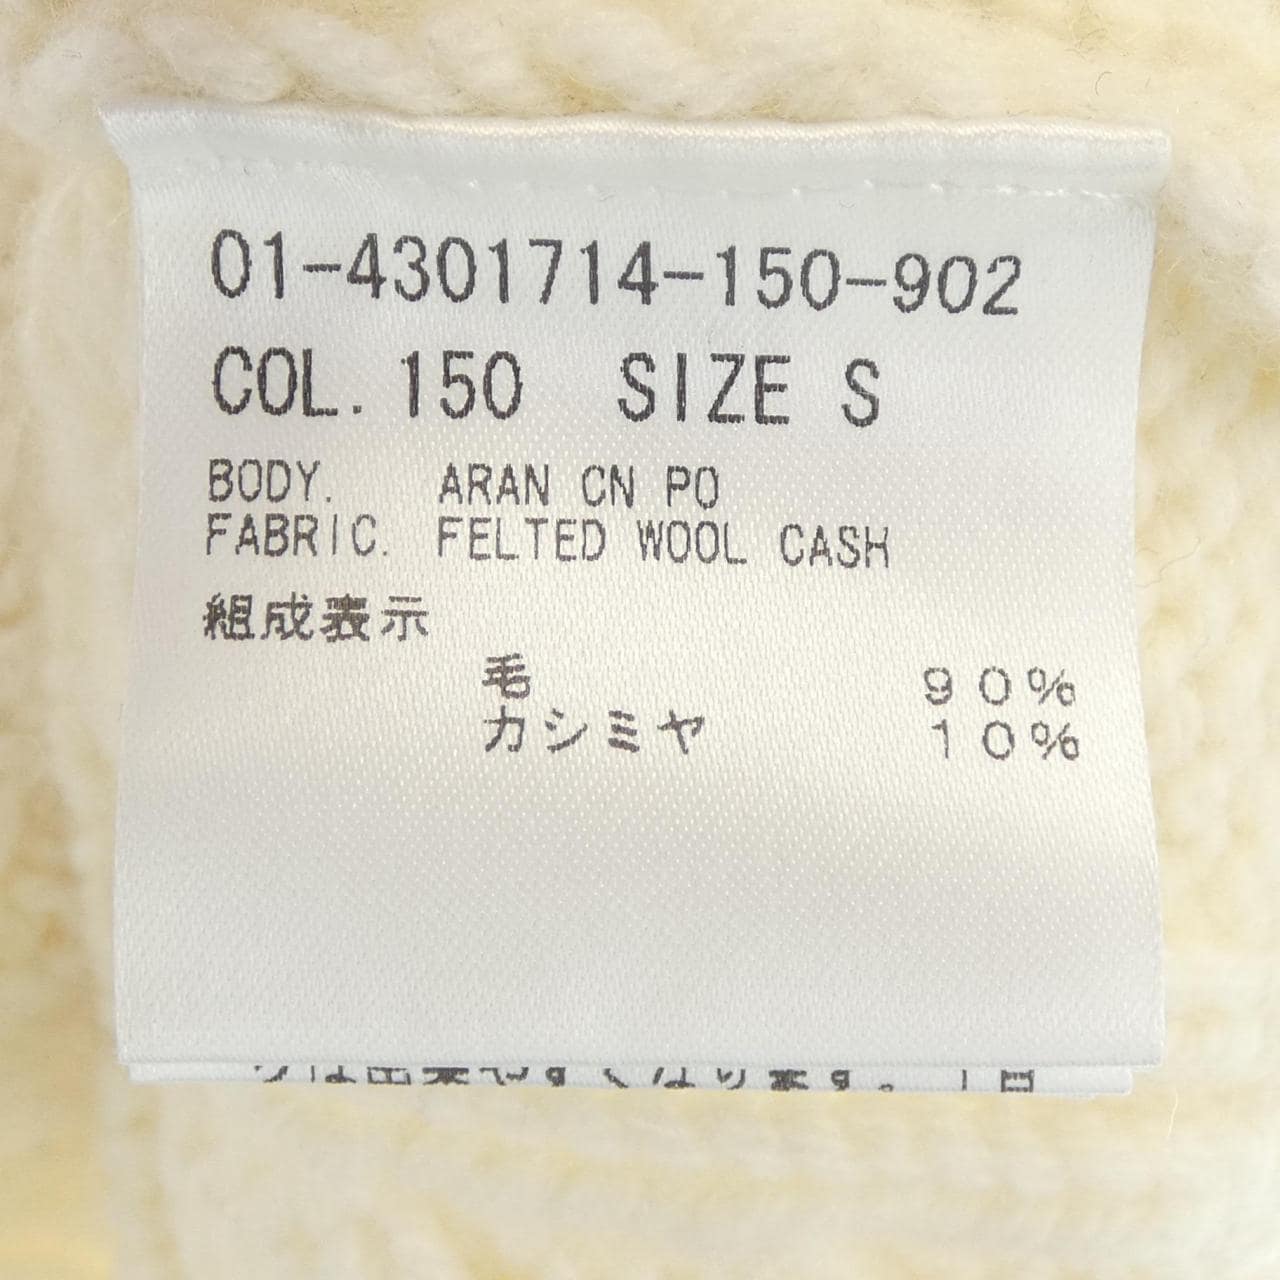 01-4301714-150-902
COL. 150 SIZE S
BODY. ARAN CN PO
FABRIC. FELTED WOOL CASH
組成表示
毛 90%
カシミヤ 10%